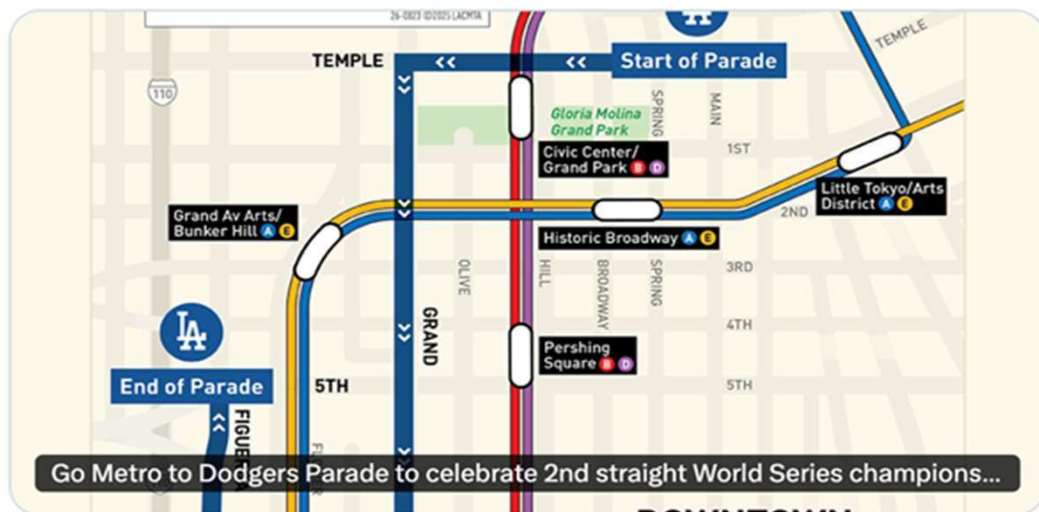 26-0823 ©2025 LACMTA
LA
TEMPLE
<< <<
Start of Parade
TEMPLE
110
Gloria Molina
Grand Park
SPRING
MAIN
1ST
Civic Center/
Grand Park B D
Little Tokyo/Arts
District A E
Grand Av Arts/
Bunker Hill A E
2ND
Historic Broadway A E
OLIVE
HILL
BROADWAY
SPRING
3RD
LA
GRAND
4TH
Pershing
Square B D
End of Parade
5TH
5TH
Go Metro to Dodgers Parade to celebrate 2nd straight World Series champions...